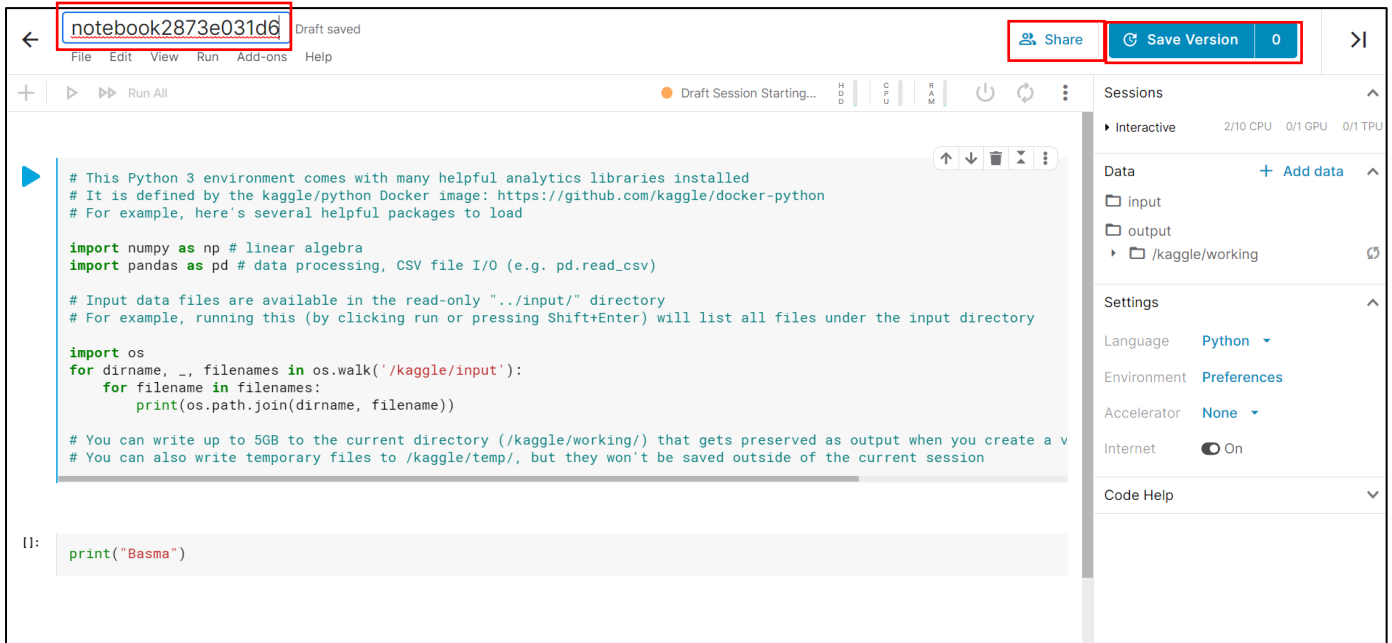 notebook2873e031d6 Draft saved
File Edit View Run Add-ons Help
Share
Save Version 0
Run All
Draft Session Starting...
HDD
CPU
RAM
# This Python 3 environment comes with many helpful analytics libraries installed
# It is defined by the kaggle/python Docker image: https://github.com/kaggle/docker-python
# For example, here's several helpful packages to load
import numpy as np # linear algebra
import pandas as pd # data processing, CSV file I/O (e.g. pd.read_csv)
# Input data files are available in the read-only "../input/" directory
# For example, running this (by clicking run or pressing Shift+Enter) will list all files under the input directory
import os
for dirname, _, filenames in os.walk('/kaggle/input'):
    for filename in filenames:
        print(os.path.join(dirname, filename))
# You can write up to 5GB to the current directory (/kaggle/working/) that gets preserved as output when you create a v
# You can also write temporary files to /kaggle/temp/, but they won't be saved outside of the current session
[]:
print("Basma")
Sessions
Interactive 2/10 CPU 0/1 GPU 0/1 TPU
Data + Add data
input
output
/kaggle/working
Settings
Language Python
Environment Preferences
Accelerator None
Internet On
Code Help